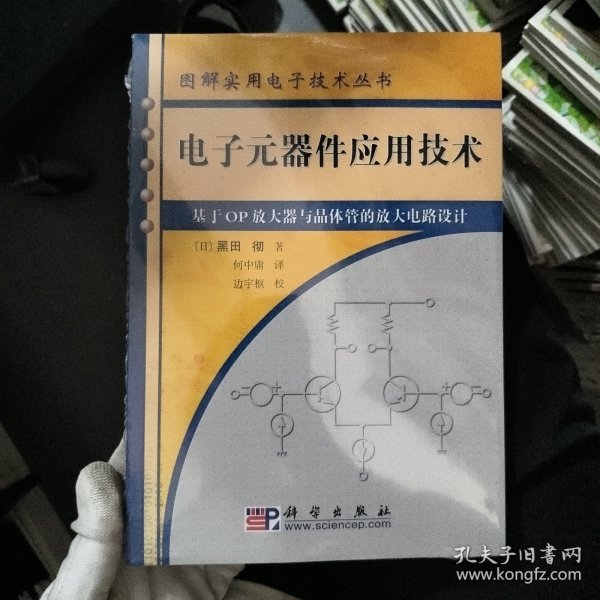 图解实用电子技术丛书
电子元器件应用技术
基于OP放大器与晶体管的放大电路设计
〔日〕黑田 彻 著
何中庸 译
边宇枢 校
科学出版社
www.sciencep.com
孔夫子旧书网
www.kongfz.com